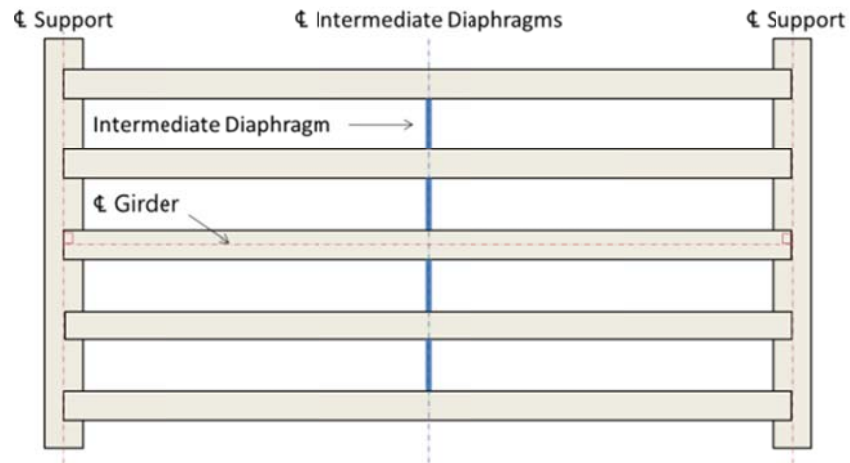 ℄ Support
℄ Intermediate Diaphragms
℄ Support
Intermediate Diaphragm
℄ Girder